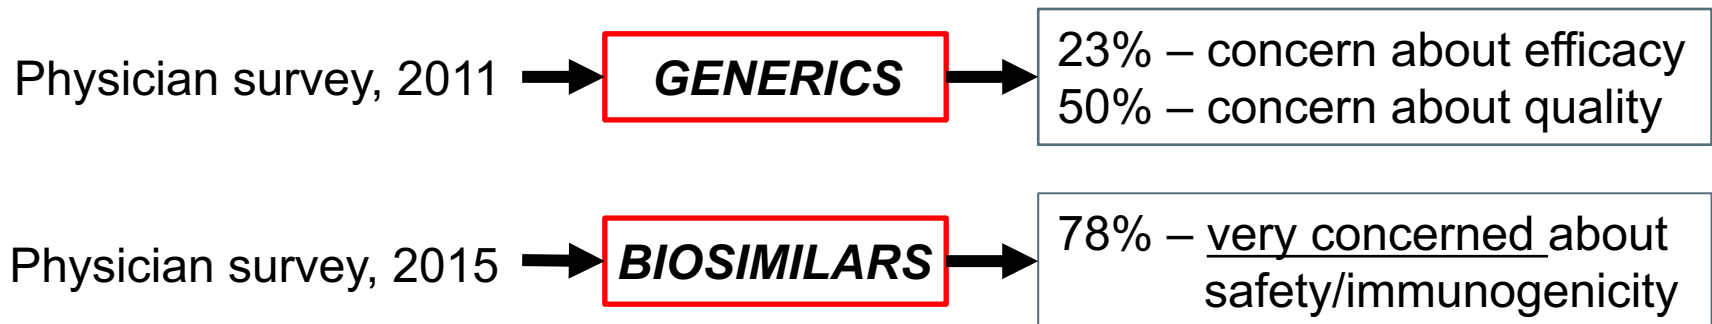 Physician survey, 2011
GENERICS
23% – concern about efficacy
50% – concern about quality
Physician survey, 2015
BIOSIMILARS
78% – very concerned about
safety/immunogenicity